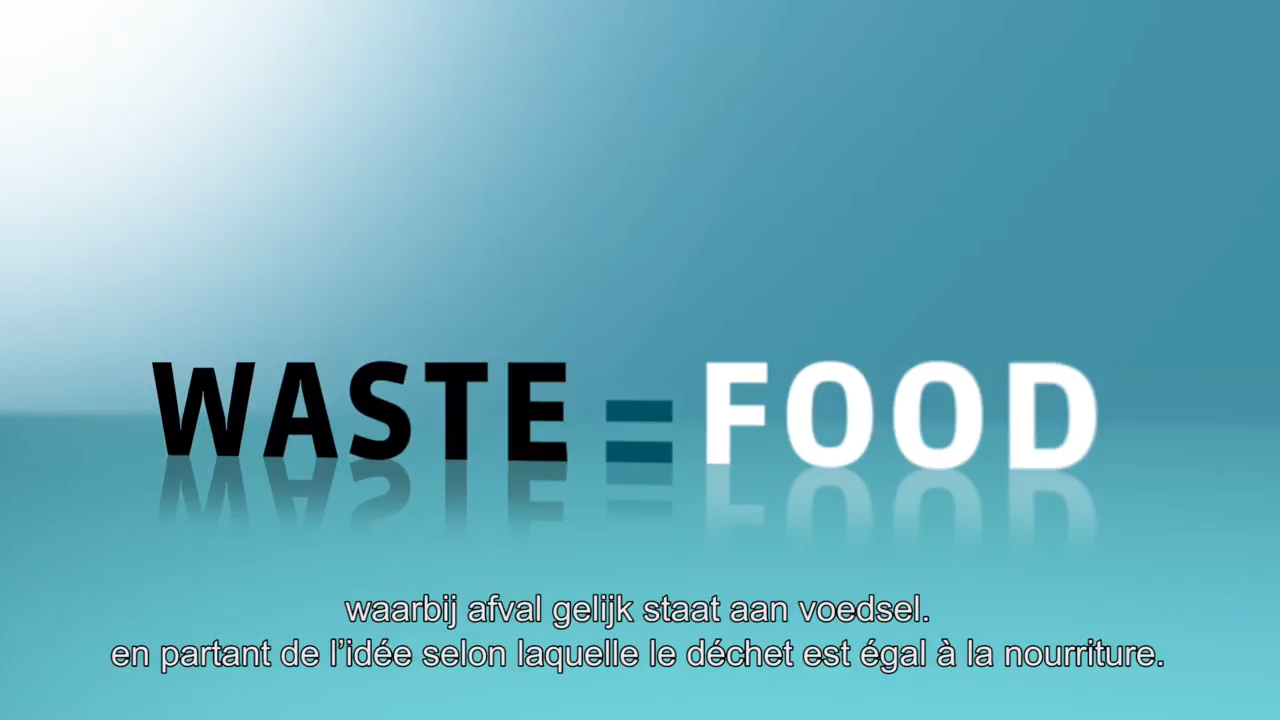 WASTE = FOOD
waarbij afval gelijk staat aan voedsel.
en partant de l’idée selon laquelle le déchet est égal à la nourriture.